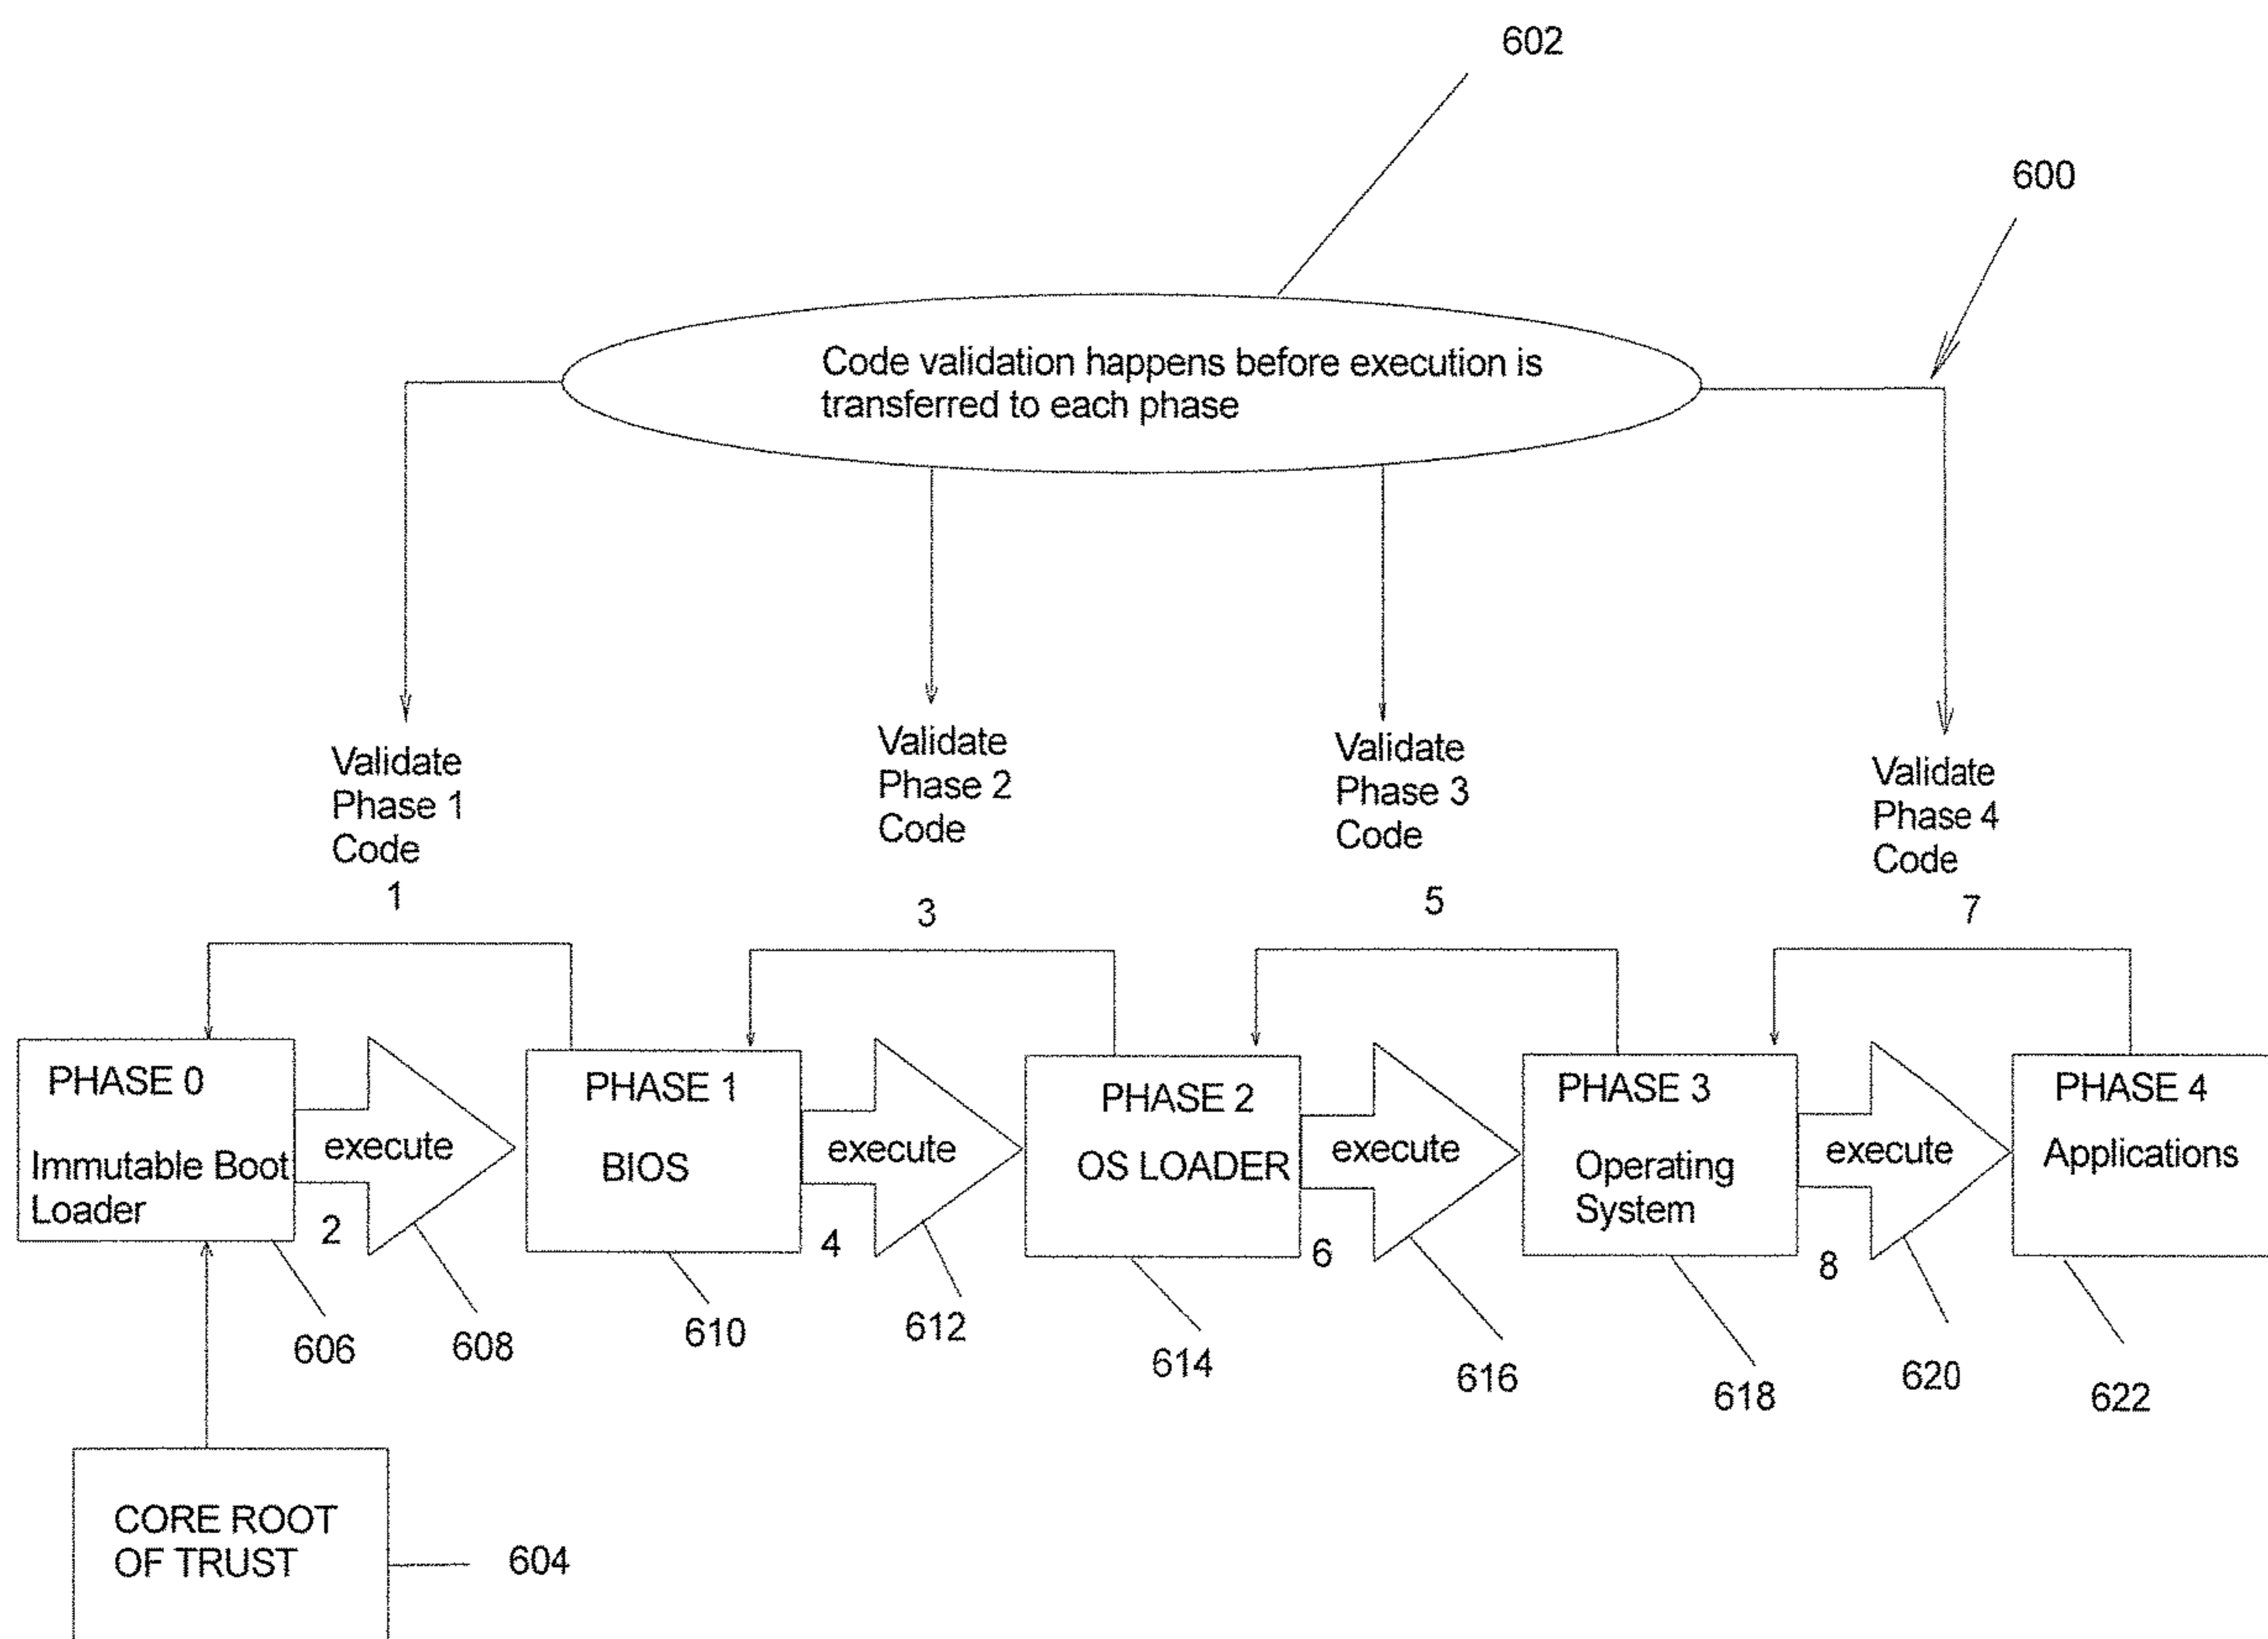 602
600
Code validation happens before execution is
transferred to each phase
Validate
Phase 1
Code
1
Validate
Phase 2
Code
3
Validate
Phase 3
Code
5
Validate
Phase 4
Code
7
PHASE 0
Immutable Boot
Loader
execute
2
PHASE 1
BIOS
execute
4
PHASE 2
OS LOADER
execute
6
PHASE 3
Operating
System
execute
8
PHASE 4
Applications
606
608
610
612
614
616
618
620
622
CORE ROOT
OF TRUST
604